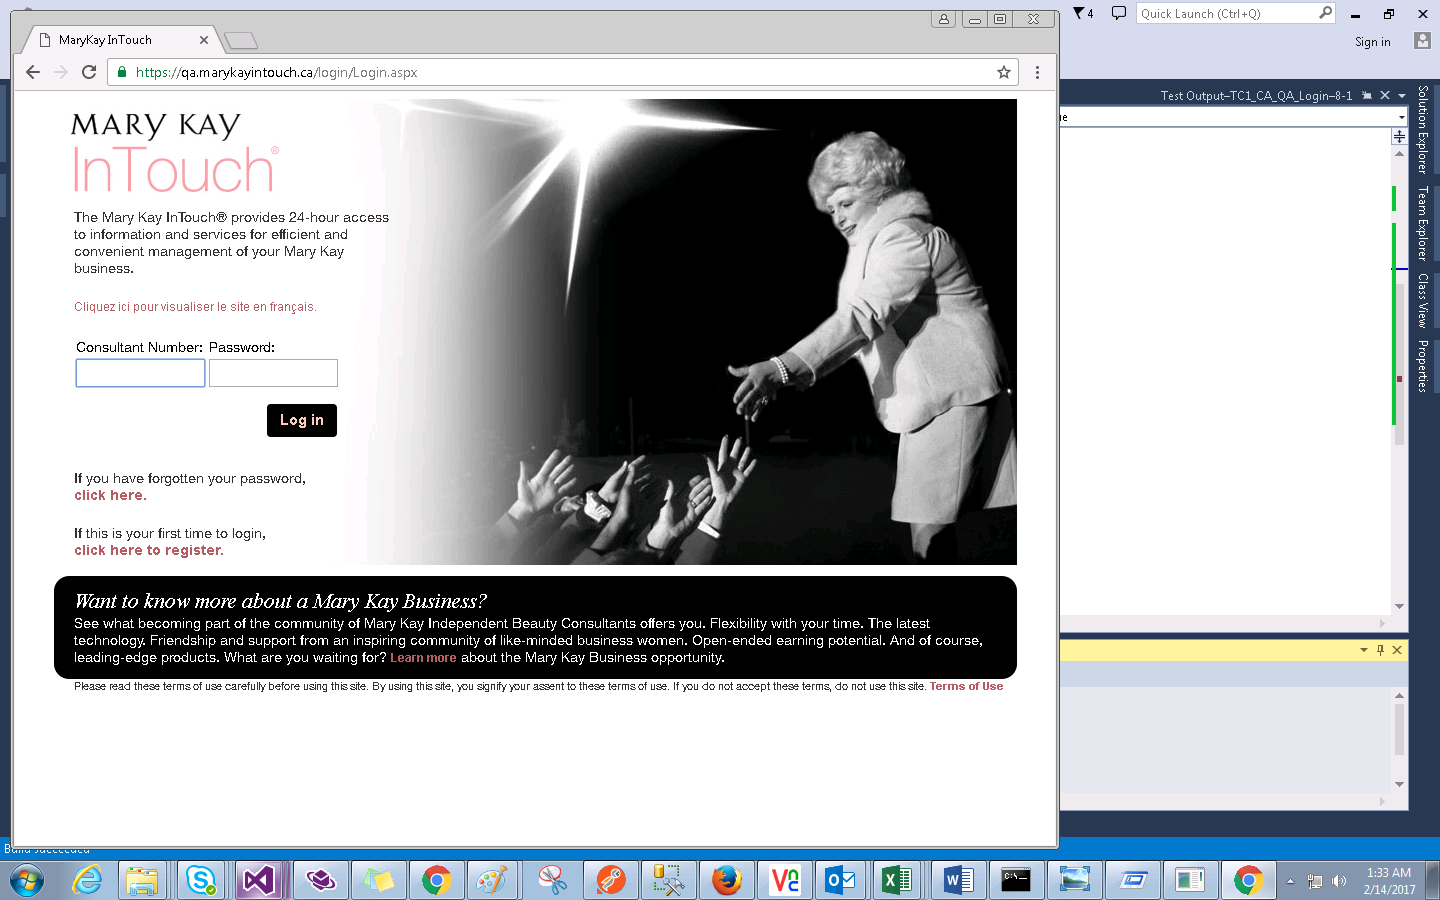 4
Quick Launch (Ctrl+Q)
Sign in
MaryKay InTouch
https://qa.marykayintouch.ca/login/Login.aspx
Test Output–TC1_CA_QA_Login–8-1
Solution Explorer
Team Explorer
Class View
Properties
MARY KAY
InTouch®
The Mary Kay InTouch® provides 24-hour access
to information and services for efficient and
convenient management of your Mary Kay
business.
Cliquez ici pour visualiser le site en français.
Consultant Number: Password:
Log in
If you have forgotten your password,
click here.
If this is your first time to login,
click here to register.
Want to know more about a Mary Kay Business?
See what becoming part of the community of Mary Kay Independent Beauty Consultants offers you. Flexibility with your time. The latest
technology. Friendship and support from an inspiring community of like-minded business women. Open-ended earning potential. And of course,
leading-edge products. What are you waiting for? Learn more about the Mary Kay Business opportunity.
Please read these terms of use carefully before using this site. By using this site, you signify your assent to these terms of use. If you do not accept these terms, do not use this site. Terms of Use
1:33 AM
2/14/2017